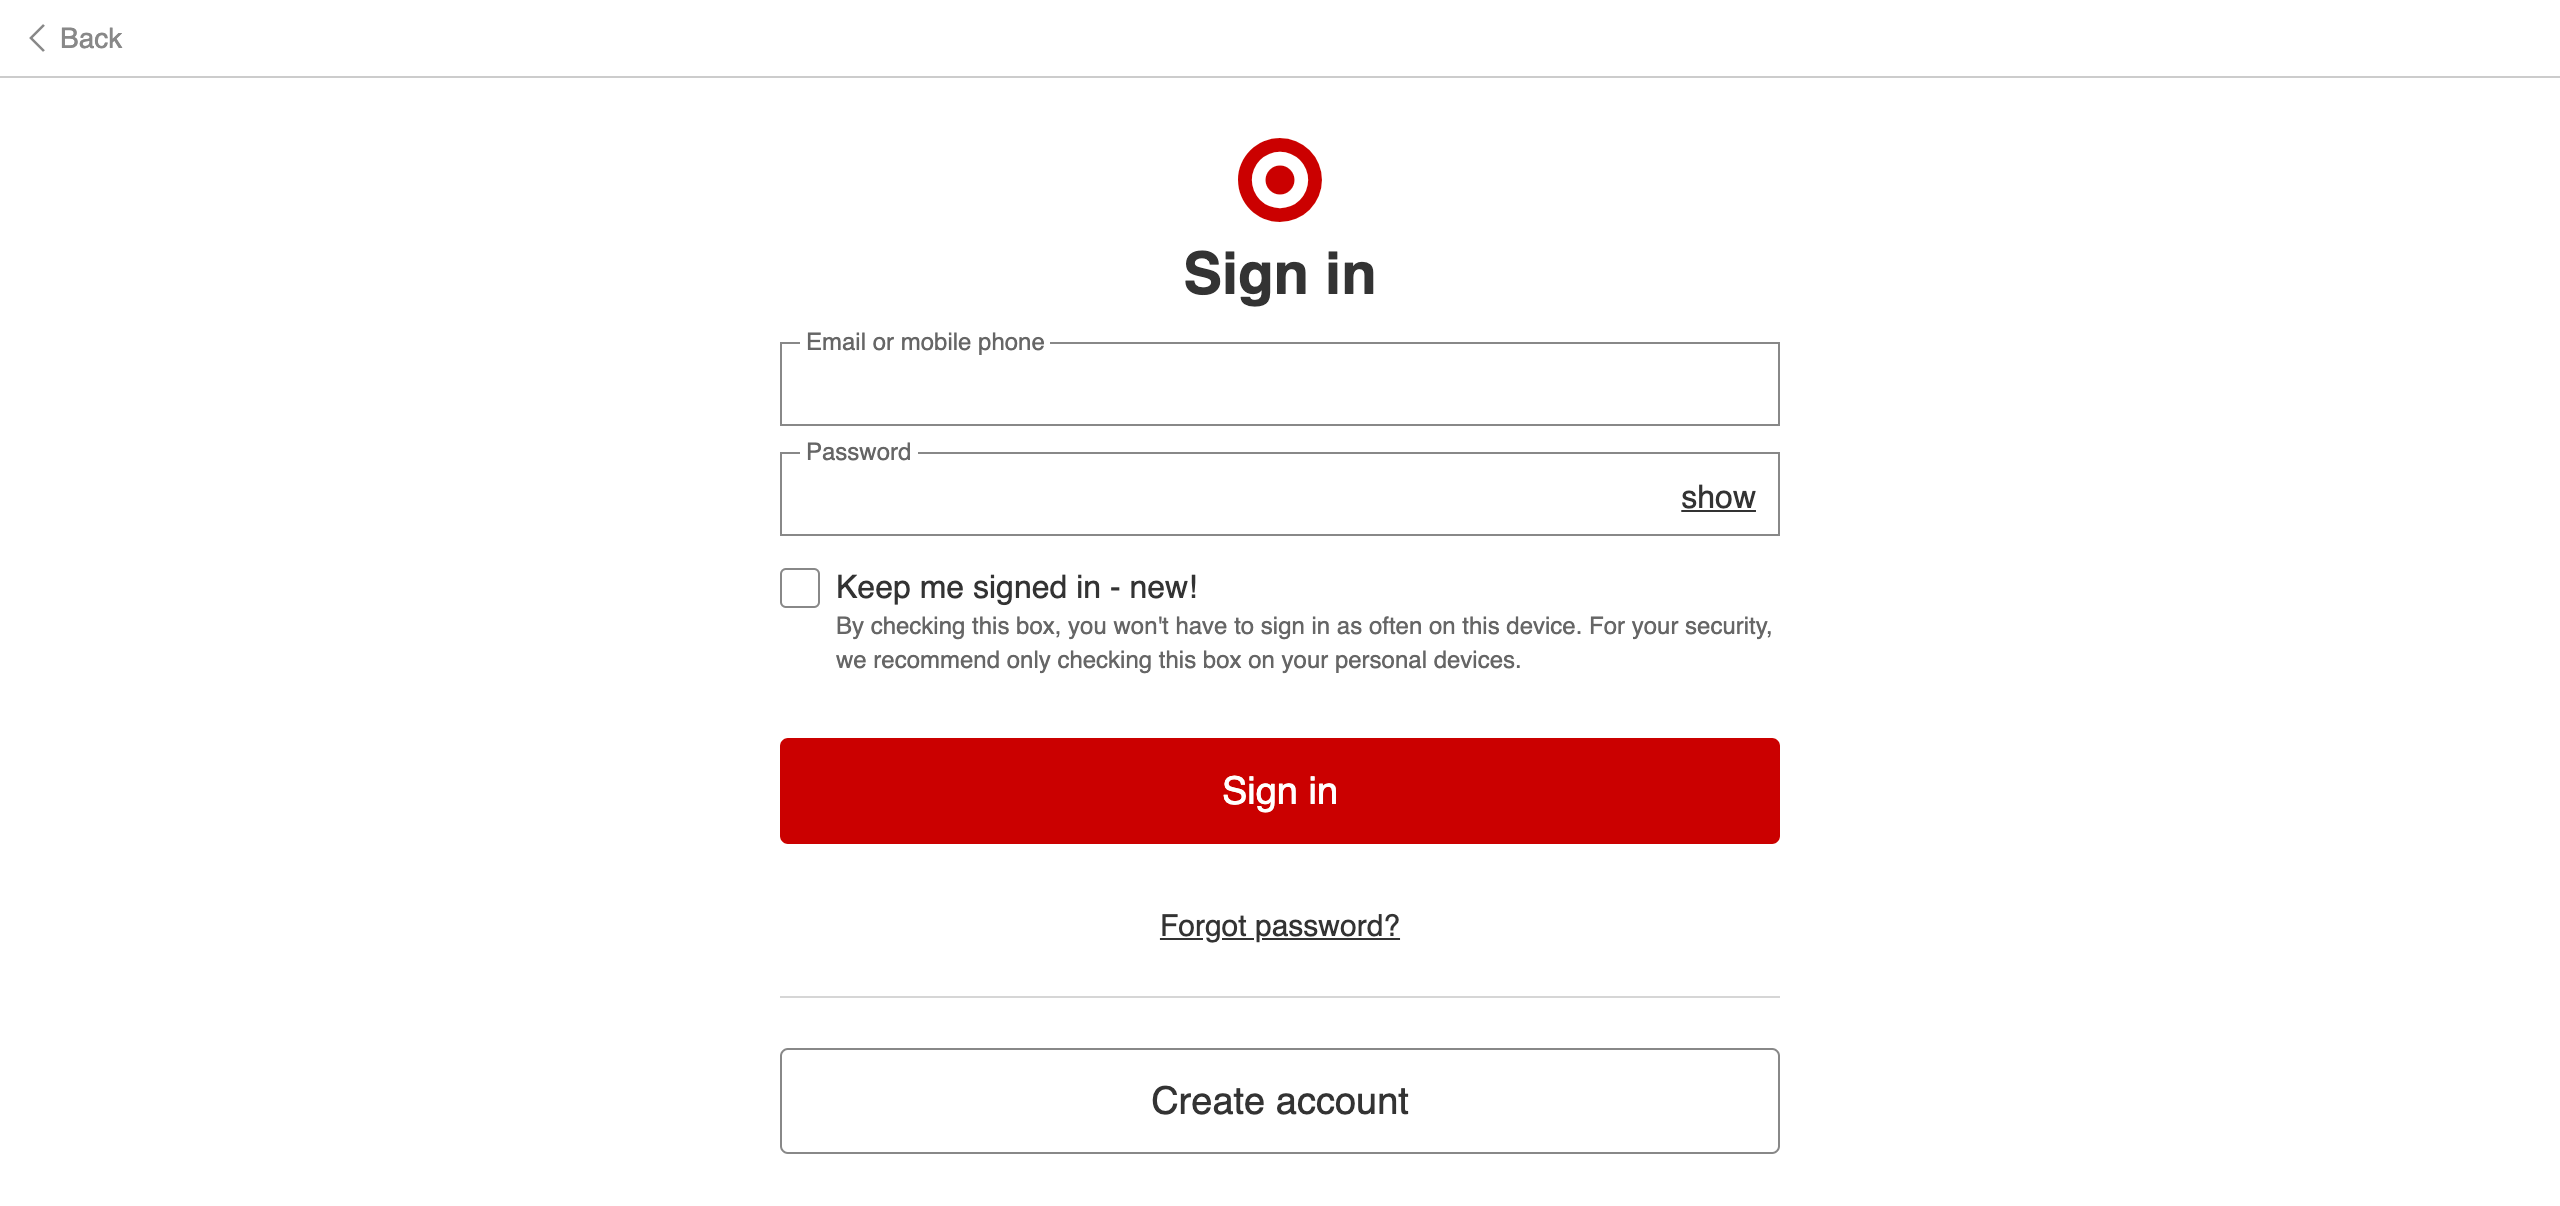 Back
Sign in
Email or mobile phone
Password
show
Keep me signed in - new!
By checking this box, you won't have to sign in as often on this device. For your security,
we recommend only checking this box on your personal devices.
Sign in
Forgot password?
Create account